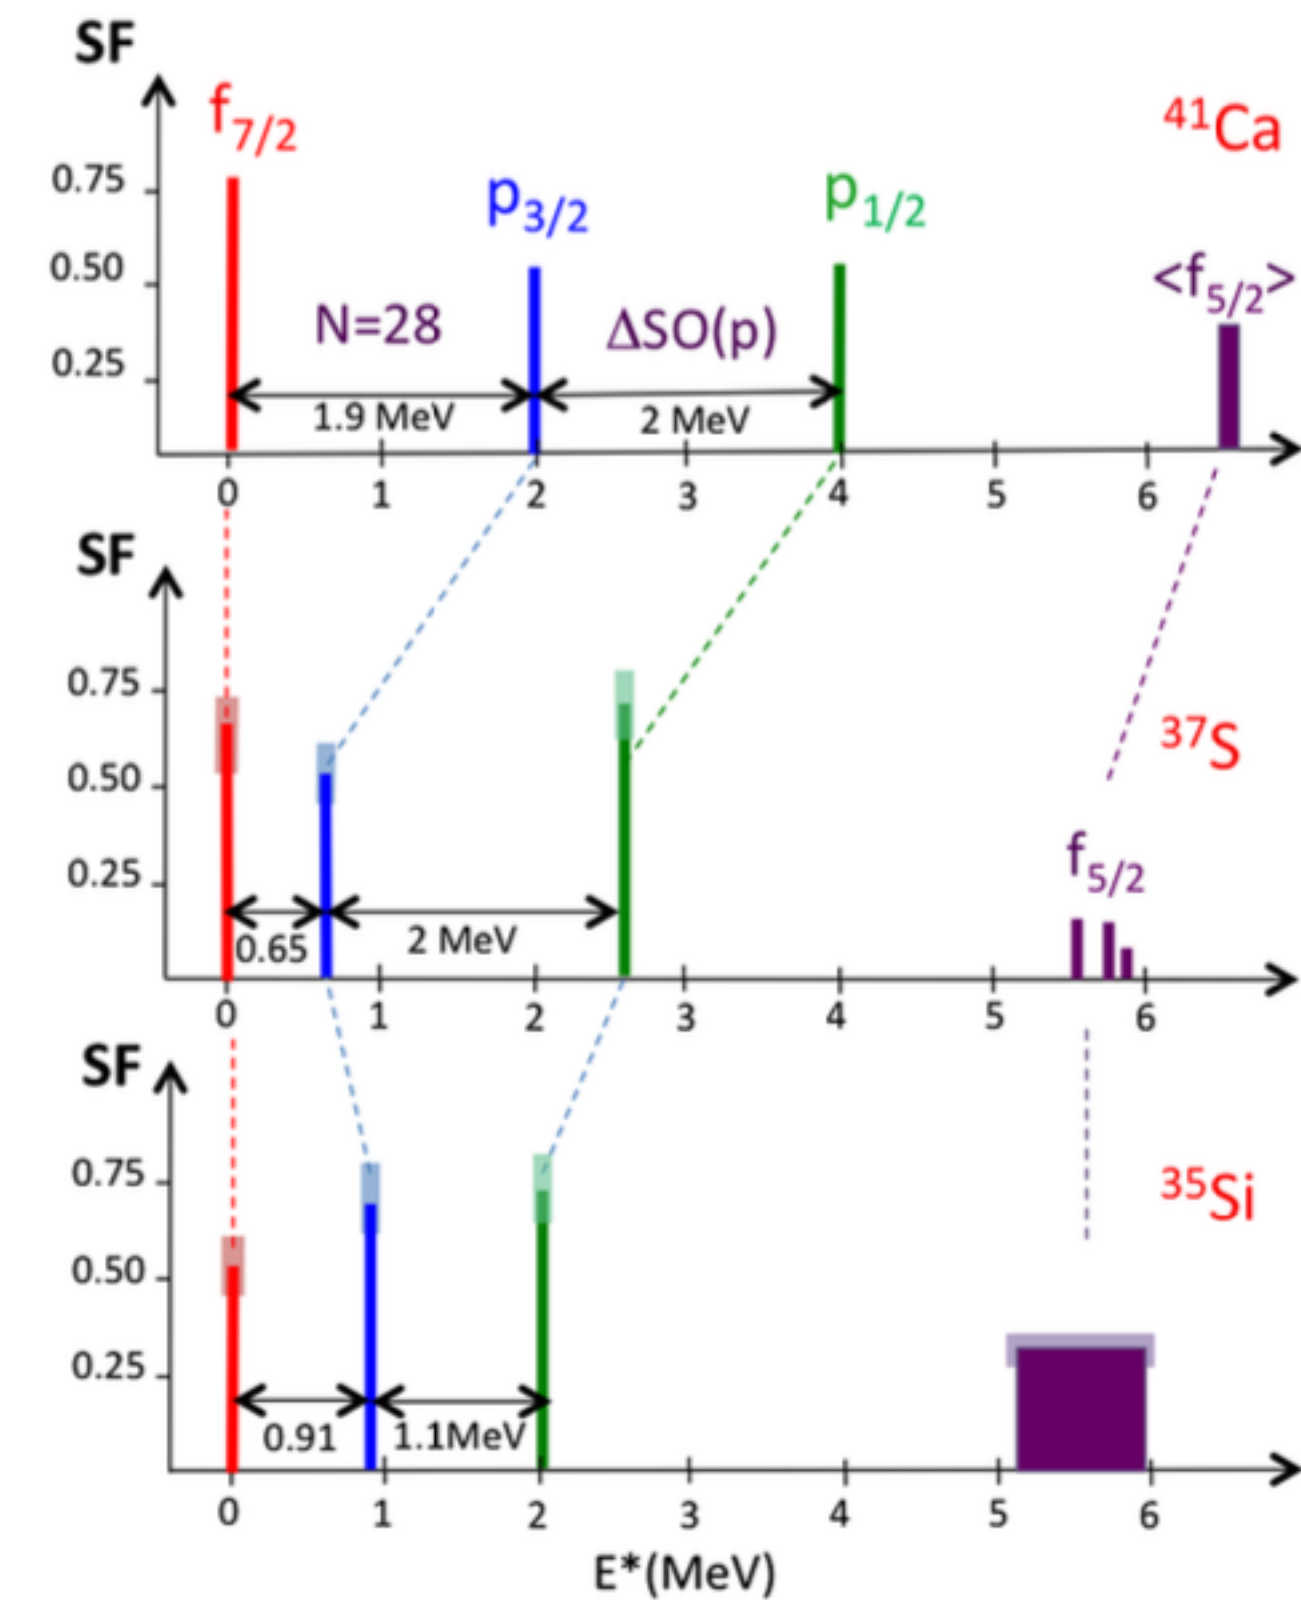 SF
f7/2
41Ca
0.75
p3/2
p1/2
0.50
<f5/2>
N=28
ΔSO(p)
0.25
1.9 MeV
2 MeV
0 1 2 3 4 5 6
SF
0.75
37S
0.50
f5/2
0.25
0.65
2 MeV
0 1 2 3 4 5 6
SF
0.75
35Si
0.50
0.25
0.91
1.1MeV
0 1 2 3 4 5 6
E*(MeV)